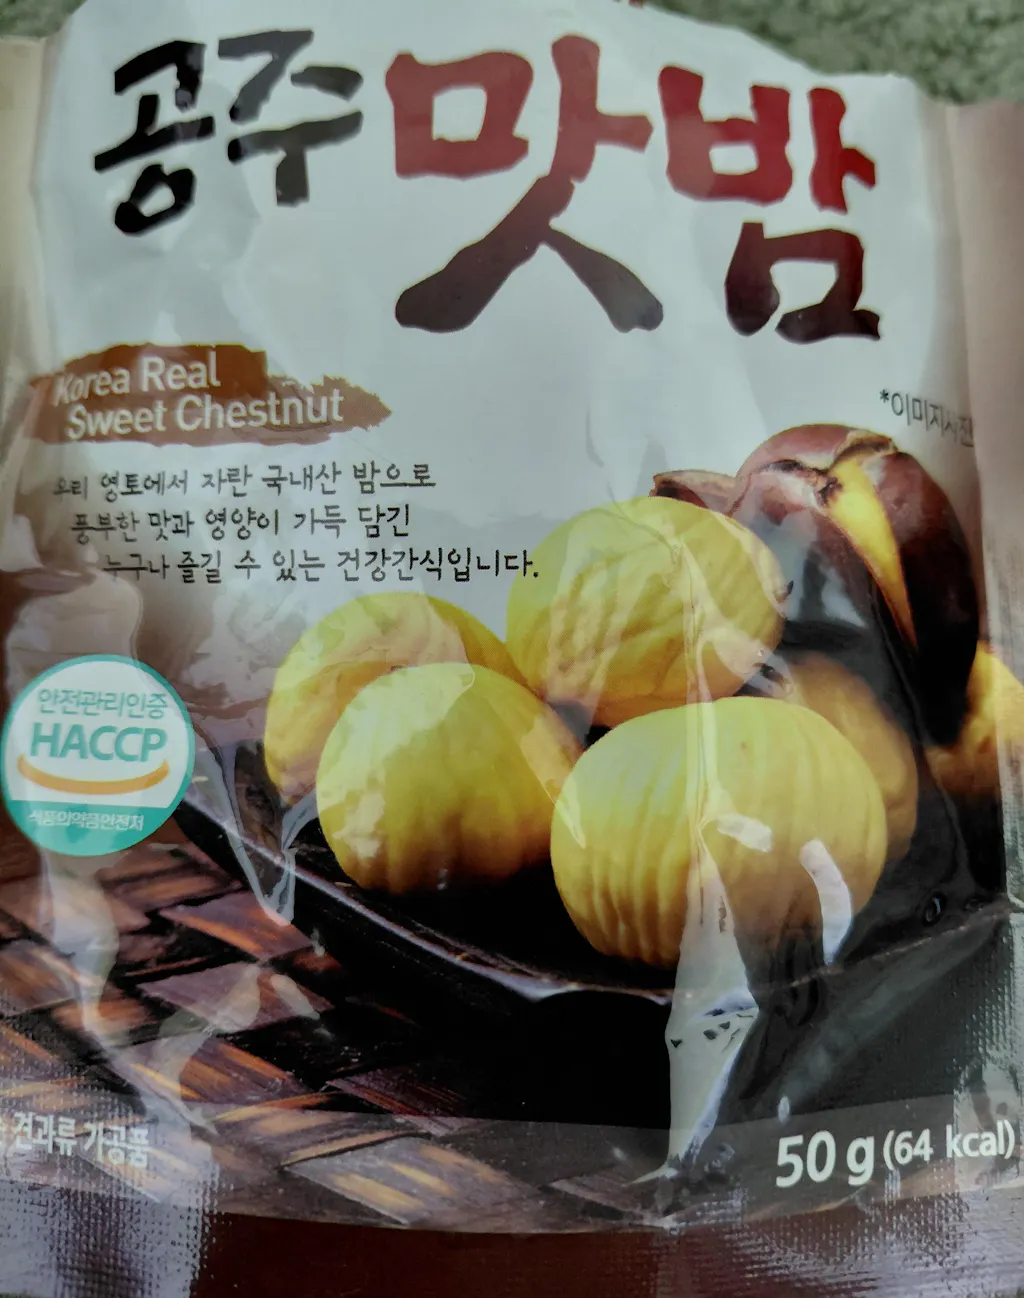 공주 맛밤
Korea Real
Sweet Chestnut
*이미지사진
우리 영토에서 자란 국내산 밤으로
풍부한 맛과 영양이 가득 담긴
누구나 즐길 수 있는 건강간식입니다.
안전관리인증
HACCP
식품의약품안전처
견과류 가공품
50 g (64 kcal)